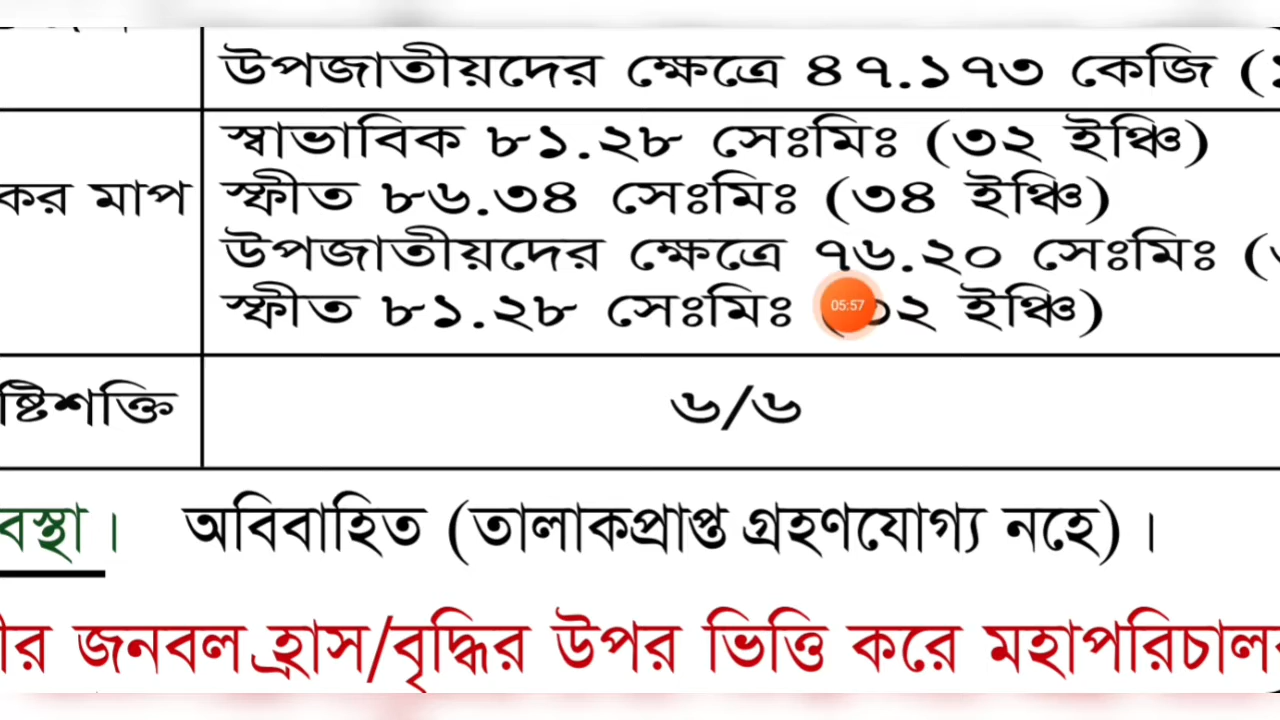 উপজাতীয়দের ক্ষেত্রে ৪৭.১৭৩ কেজি (
স্বাভাবিক ৮১.২৮ সেঃমিঃ (৩২ ইঞ্চি)
কর মাপ
স্ফীত ৮৬.৩৪ সেঃমিঃ (৩৪ ইঞ্চি)
উপজাতীয়দের ক্ষেত্রে ৭৬.২০ সেঃমিঃ (
স্ফীত ৮১.২৮ সেঃমিঃ ইঞ্চি)
05:57
ষ্টিশক্তি ৬/৬
বস্থা। অবিবাহিত (তালাকপ্রাপ্ত গ্রহণযোগ্য নহে)।
ীর জনবল হ্রাস/বৃদ্ধির উপর ভিত্তি করে মহাপরিচালক